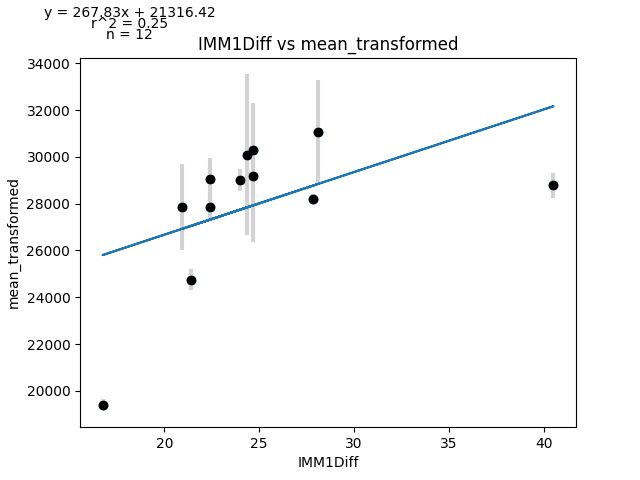 y = 267.83x + 21316.42
r^2 = 0.25
n = 12
IMM1Diff vs mean_transformed
34000
32000
30000
28000
26000
24000
22000
20000
mean_transformed
20
25
30
35
40
IMM1Diff